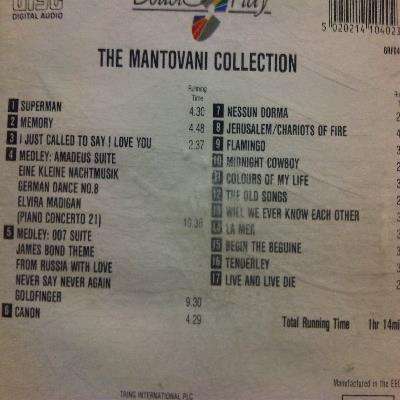 DISC
DIGITAL AUDIO
Play
5 020214 104023
THE MANTOVANI COLLECTION
Running
Time
1 SUPERMAN 4.30
2 MEMORY 4.48
3 I JUST CALLED TO SAY I LOVE YOU 2.37
4 MEDLEY: AMADEUS SUITE
EINE KLEINE NACHTMUSIK
GERMAN DANCE NO.8
ELVIRA MADIGAN
(PIANO CONCERTO 21)
5 MEDLEY: 007 SUITE
JAMES BOND THEME
FROM RUSSIA WITH LOVE
NEVER SAY NEVER AGAIN
GOLDFINGER 9.30
6 CANON 4.29
7 NESSUN DORMA
8 JERUSALEM/CHARIOTS OF FIRE
9 FLAMINGO
10 MIDNIGHT COWBOY
11 COLOURS OF MY LIFE
12 THE OLD SONGS
13 WILL WE EVER KNOW EACH OTHER
14 LA MER
15 BEGIN THE BEGUINE
16 TENDERLEY
17 LIVE AND LIVE DIE
Total Running Time 1hr 14mi
Manufactured in the EE
TRING INTERNATIONAL PLC